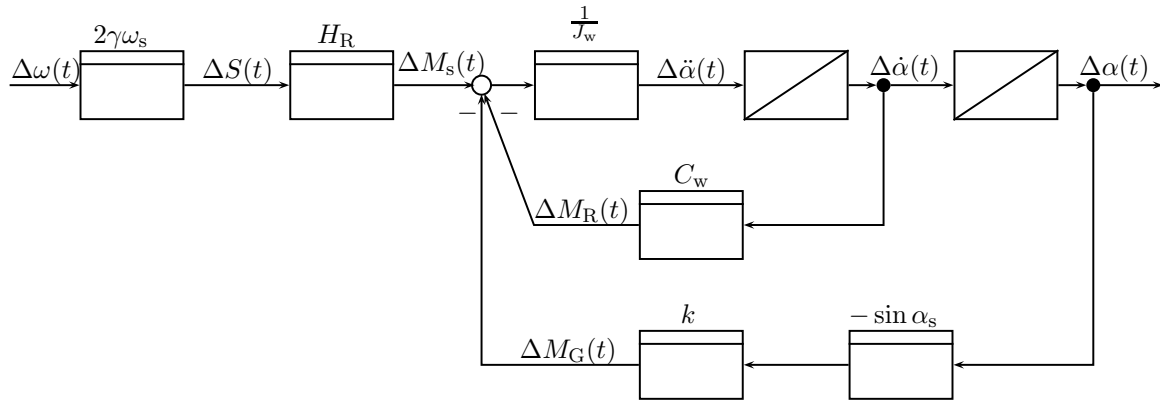 2γω_s
H_R
1/J_w
Δω(t)
ΔS(t)
ΔM_s(t)
Δα̈(t)
Δα̇(t)
Δα(t)
− −
C_w
ΔM_R(t)
k
− sin α_s
ΔM_G(t)